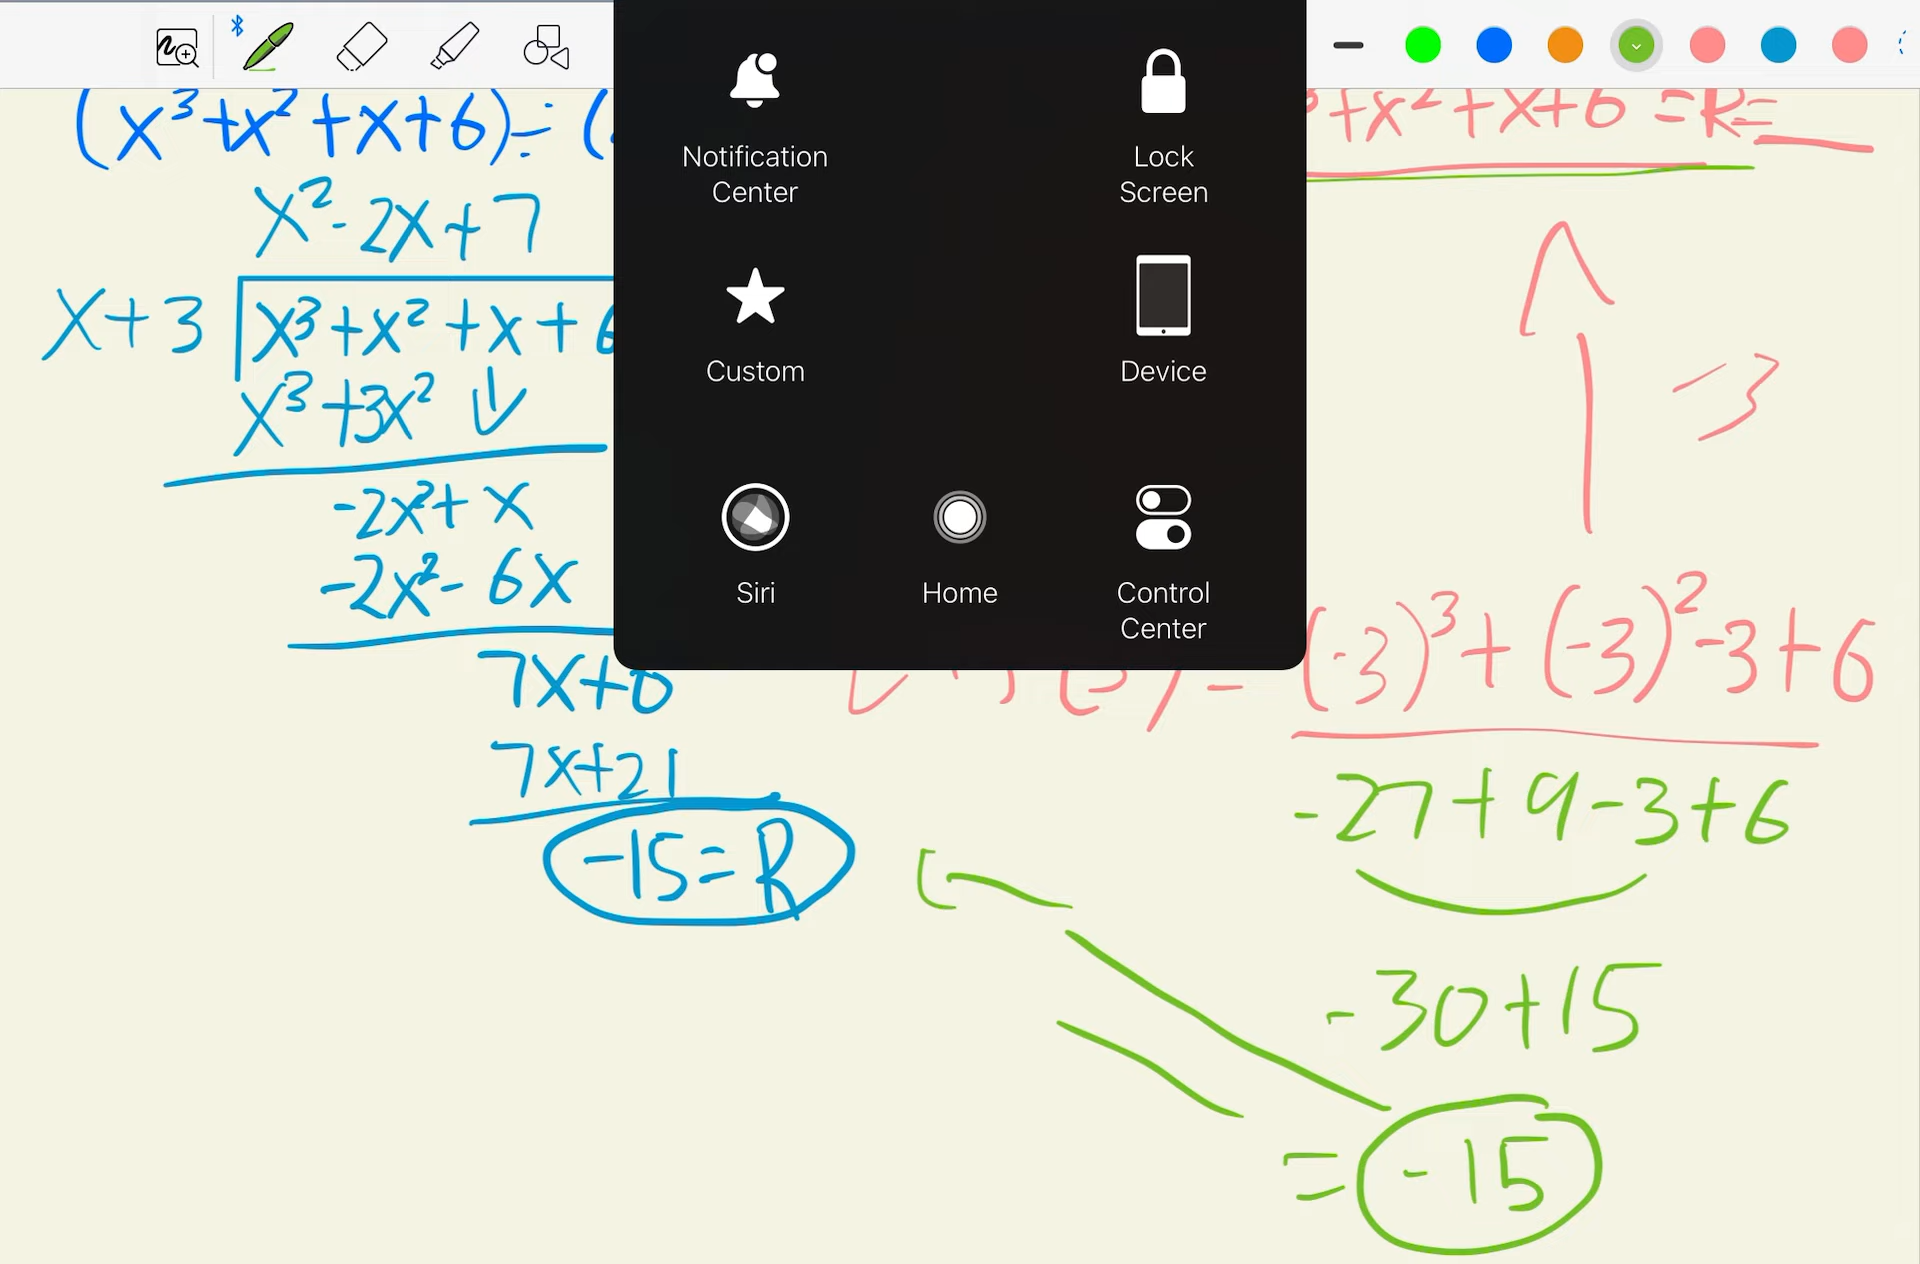 (x³+x²+x+6)÷(
x²-2x+7
x+3 x³+x²+x+6
x³+3x²
-2x²+x
-2x²-6x
7x+6
7x+21
-15=R
Notification Center
Lock Screen
Custom
Device
Siri
Home
Control Center
+x²+x+6=R=
-3
(-3)³+(-3)²-3+6
-27+9-3+6
-30+15
=-15